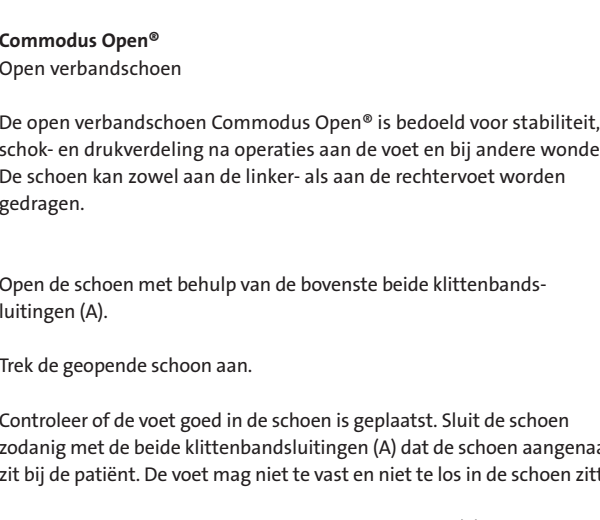 Commodus Open®
Open verbandschoen
De open verbandschoen Commodus Open® is bedoeld voor stabiliteit,
schok- en drukverdeling na operaties aan de voet en bij andere wonde
De schoen kan zowel aan de linker- als aan de rechtervoet worden
gedragen.
Open de schoen met behulp van de bovenste beide klittenbands-
luitingen (A).
Trek de geopende schoon aan.
Controleer of de voet goed in de schoen is geplaatst. Sluit de schoen
zodanig met de beide klittenbandsluitingen (A) dat de schoen aangenaa
zit bij de patiënt. De voet mag niet te vast en niet te los in de schoen zitt